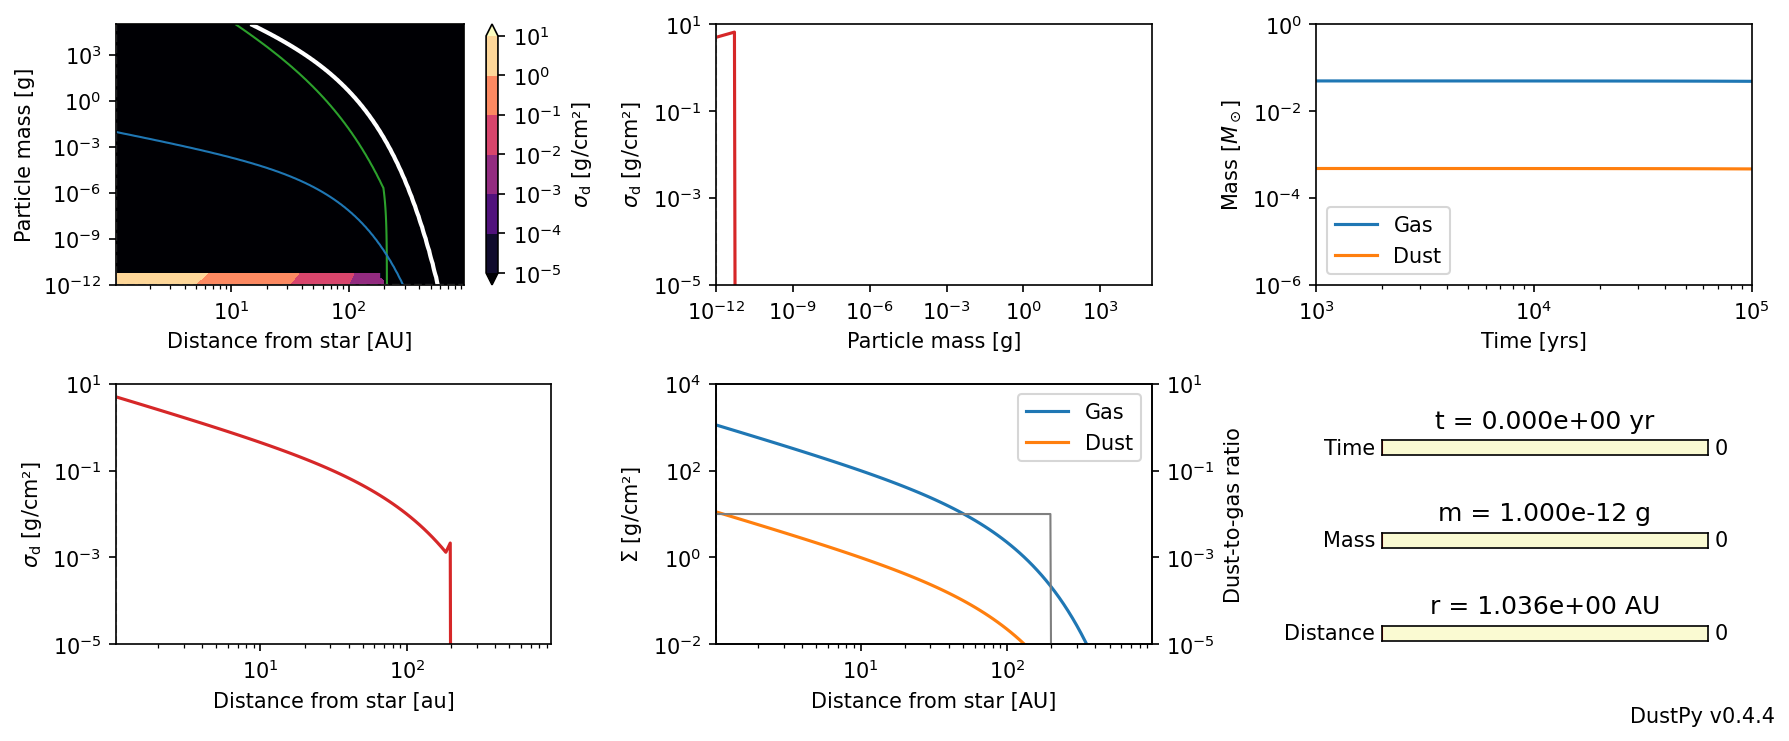 10³
10⁰
10⁻³
10⁻⁶
10⁻⁹
10⁻¹²
Particle mass [g]
10¹
10²
Distance from star [AU]
10¹
10⁰
10⁻¹
10⁻²
10⁻³
10⁻⁴
10⁻⁵
σd [g/cm²]
10¹
10⁻¹
10⁻³
10⁻⁵
σd [g/cm²]
10⁻¹²
10⁻⁹
10⁻⁶
10⁻³
10⁰
10³
Particle mass [g]
10⁰
10⁻²
10⁻⁴
10⁻⁶
Mass [M⊙]
Gas
Dust
10³
10⁴
10⁵
Time [yrs]
10¹
10⁻¹
10⁻³
10⁻⁵
σd [g/cm²]
10¹
10²
Distance from star [au]
10⁴
10²
10⁰
10⁻²
Σ [g/cm²]
Gas
Dust
10¹
10²
Distance from star [AU]
10¹
10⁻¹
10⁻³
10⁻⁵
Dust-to-gas ratio
t = 0.000e+00 yr
Time 0
m = 1.000e-12 g
Mass 0
r = 1.036e+00 AU
Distance 0
DustPy v0.4.4